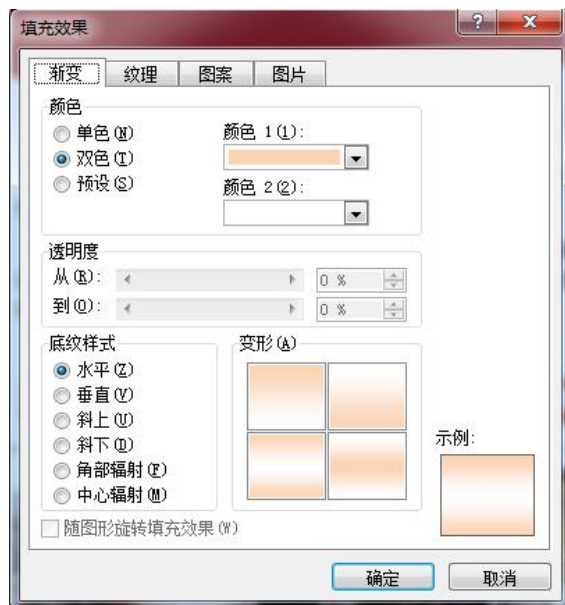 填充效果
渐变 纹理 图案 图片
颜色
单色(N)
双色(T)
预设(S)
颜色 1(1):
颜色 2(2):
透明度
从(R): 0 %
到(O): 0 %
底纹样式
水平(Z)
垂直(V)
斜上(U)
斜下(D)
角部辐射(F)
中心辐射(M)
变形(A)
示例:
随图形旋转填充效果(W)
确定 取消